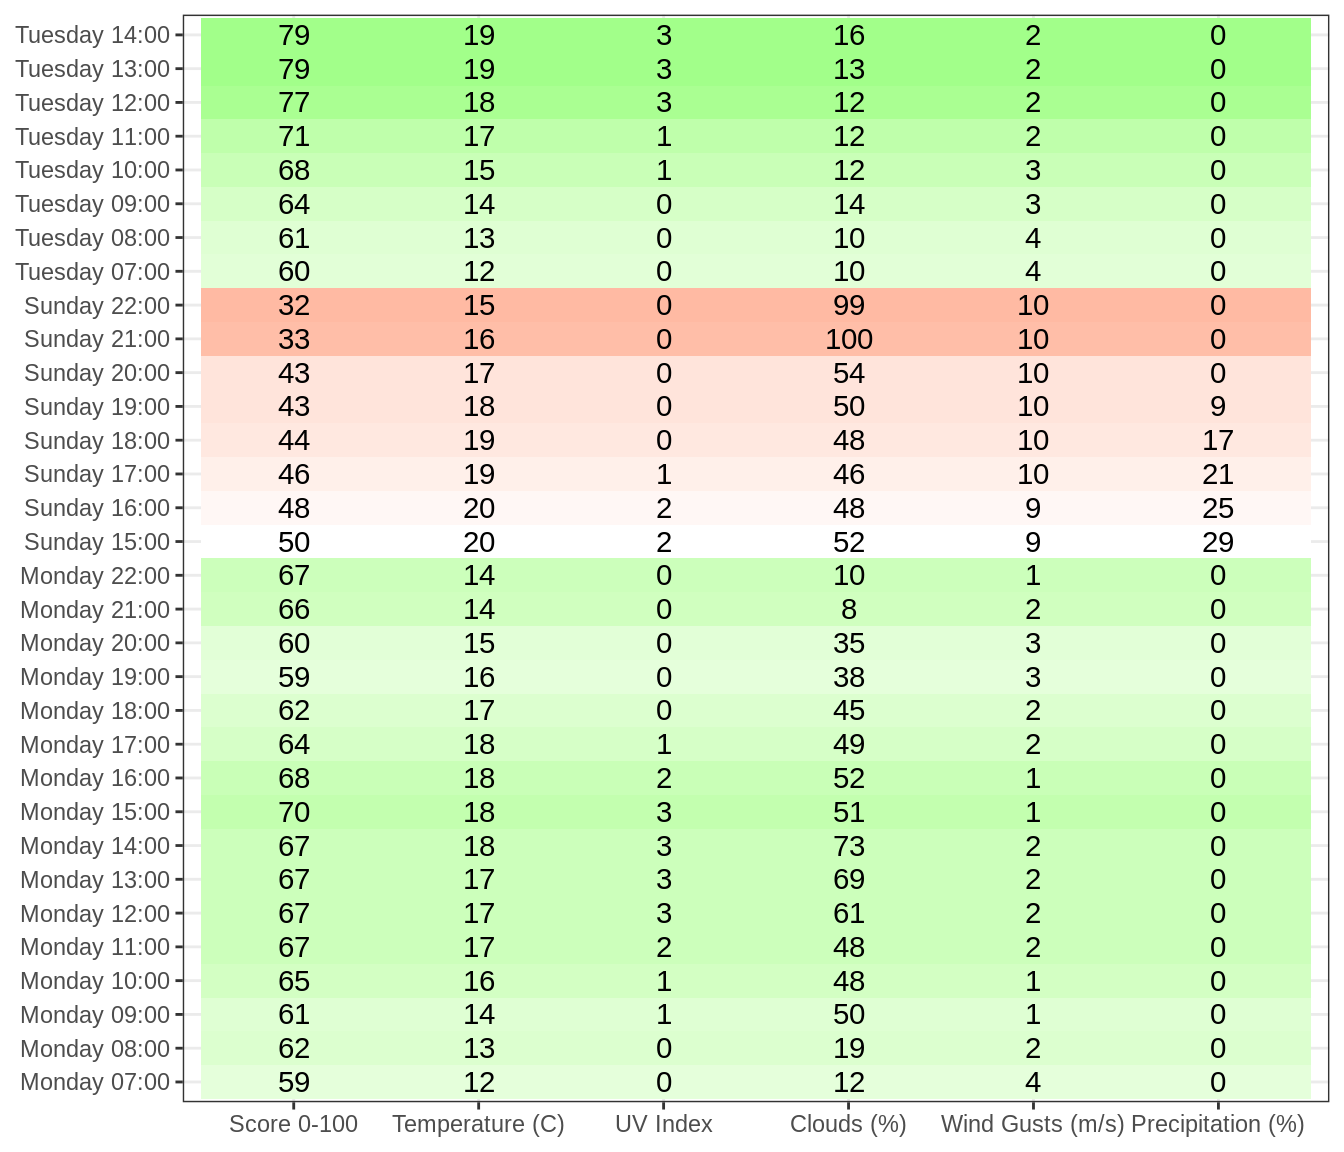 Tuesday 14:00 79 19 3 16 2 0
Tuesday 13:00 79 19 3 13 2 0
Tuesday 12:00 77 18 3 12 2 0
Tuesday 11:00 71 17 1 12 2 0
Tuesday 10:00 68 15 1 12 3 0
Tuesday 09:00 64 14 0 14 3 0
Tuesday 08:00 61 13 0 10 4 0
Tuesday 07:00 60 12 0 10 4 0
Sunday 22:00 32 15 0 99 10 0
Sunday 21:00 33 16 0 100 10 0
Sunday 20:00 43 17 0 54 10 0
Sunday 19:00 43 18 0 50 10 9
Sunday 18:00 44 19 0 48 10 17
Sunday 17:00 46 19 1 46 10 21
Sunday 16:00 48 20 2 48 9 25
Sunday 15:00 50 20 2 52 9 29
Monday 22:00 67 14 0 10 1 0
Monday 21:00 66 14 0 8 2 0
Monday 20:00 60 15 0 35 3 0
Monday 19:00 59 16 0 38 3 0
Monday 18:00 62 17 0 45 2 0
Monday 17:00 64 18 1 49 2 0
Monday 16:00 68 18 2 52 1 0
Monday 15:00 70 18 3 51 1 0
Monday 14:00 67 18 3 73 2 0
Monday 13:00 67 17 3 69 2 0
Monday 12:00 67 17 3 61 2 0
Monday 11:00 67 17 2 48 2 0
Monday 10:00 65 16 1 48 1 0
Monday 09:00 61 14 1 50 1 0
Monday 08:00 62 13 0 19 2 0
Monday 07:00 59 12 0 12 4 0
Score 0-100 Temperature (C) UV Index Clouds (%) Wind Gusts (m/s) Precipitation (%)